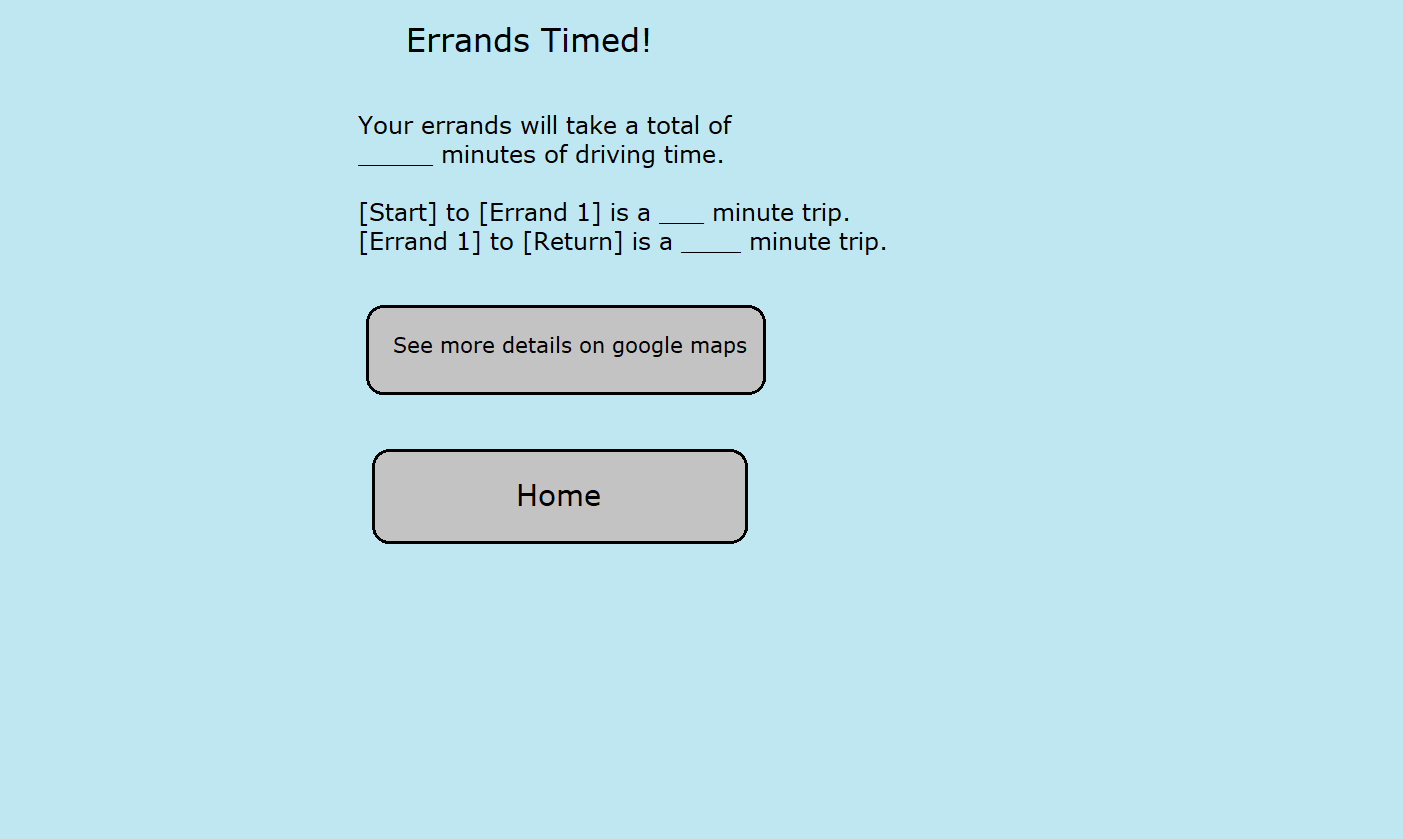 Errands Timed!
Your errands will take a total of
_____ minutes of driving time.
[Start] to [Errand 1] is a ___ minute trip.
[Errand 1] to [Return] is a ____ minute trip.
See more details on google maps
Home